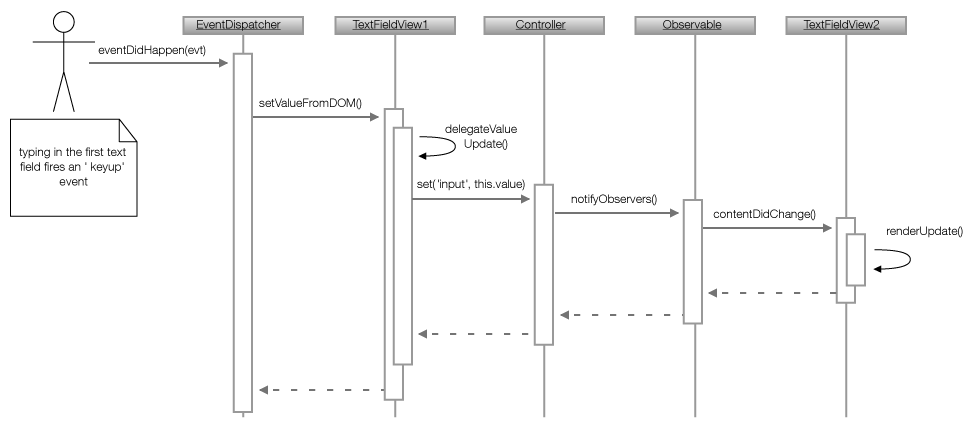 EventDispatcher
TextFieldView1
Controller
Observable
TextFieldView2
eventDidHappen(evt)
setValueFromDOM()
delegateValue
Update()
set('input', this.value)
notifyObservers()
contentDidChange()
renderUpdate()
typing in the first text
field fires an ' keyup'
event